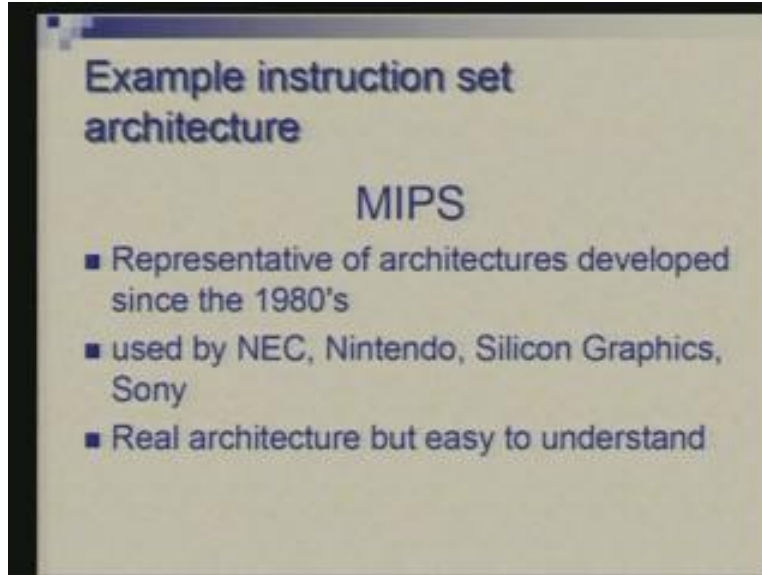 Example instruction set
architecture
MIPS
Representative of architectures developed
since the 1980's
used by NEC, Nintendo, Silicon Graphics,
Sony
Real architecture but easy to understand